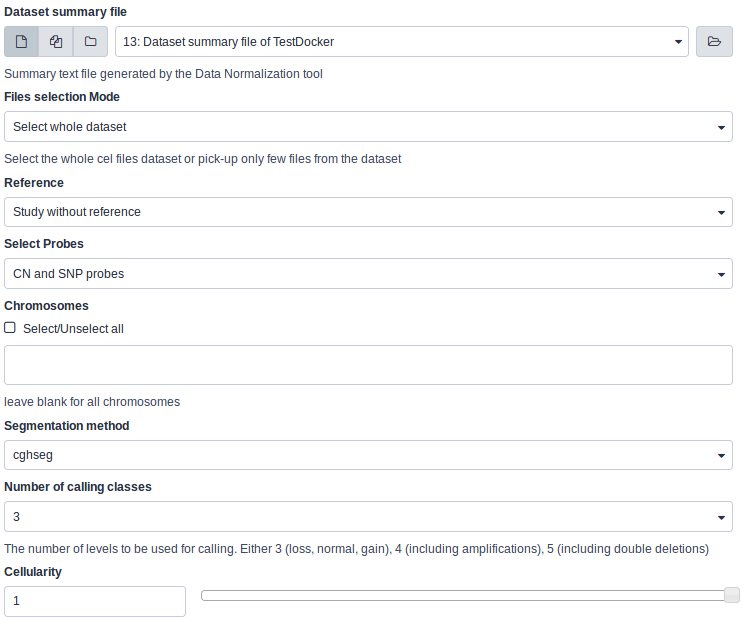 Dataset summary file
13: Dataset summary file of TestDocker
Summary text file generated by the Data Normalization tool
Files selection Mode
Select whole dataset
Select the whole cel files dataset or pick-up only few files from the dataset
Reference
Study without reference
Select Probes
CN and SNP probes
Chromosomes
Select/Unselect all
leave blank for all chromosomes
Segmentation method
cghseg
Number of calling classes
3
The number of levels to be used for calling. Either 3 (loss, normal, gain), 4 (including amplifications), 5 (including double deletions)
Cellularity
1